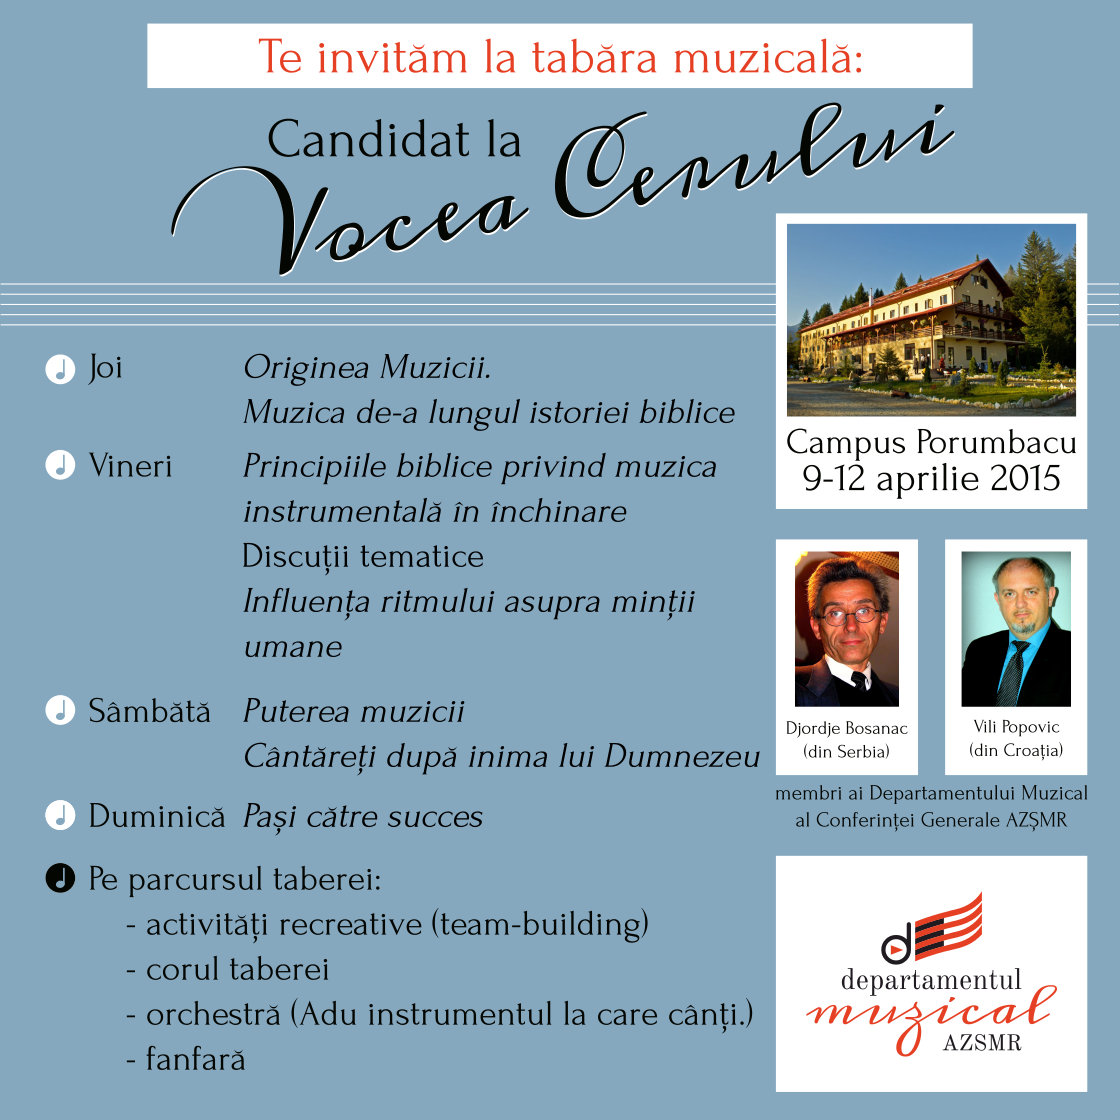 Te invităm la tabăra muzicală:
Candidat la
Vocea Cerului
Joi
Originea Muzicii.
Muzica de-a lungul istoriei biblice
Vineri
Principiile biblice privind muzica
instrumentală în închinare
Discuții tematice
Influența ritmului asupra minții
umane
Sâmbătă
Puterea muzicii
Cântăreți după inima lui Dumnezeu
Duminică
Pași către succes
Pe parcursul taberei:
- activități recreative (team-building)
- corul taberei
- orchestră (Adu instrumentul la care cânți.)
- fanfară
Campus Porumbacu
9-12 aprilie 2015
Djordje Bosanac
(din Serbia)
Vili Popovic
(din Croația)
membri ai Departamentului Muzical
al Conferinței Generale AZȘMR
departamentul
muzical
AZSMR